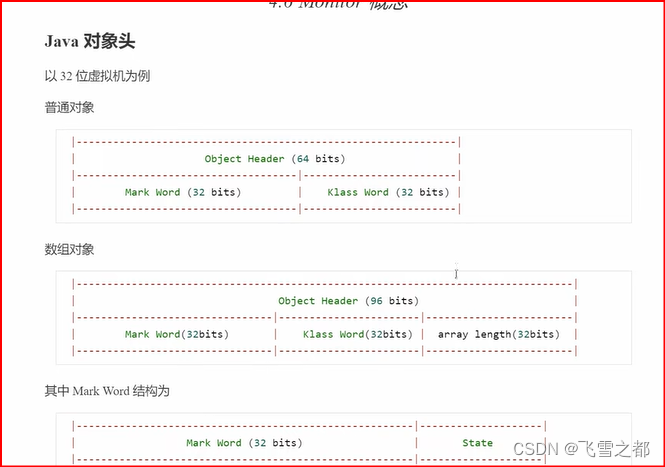 4.6 Monitor 概念
Java 对象头
以 32 位虚拟机为例
普通对象
|--------------------------------------------------------------|
| Object Header (64 bits) |
|------------------------------------|-------------------------|
| Mark Word (32 bits) | Klass Word (32 bits) |
|------------------------------------|-------------------------|
数组对象
|---------------------------------------------------------------------------------|
| Object Header (96 bits) |
|--------------------------------|-----------------------|------------------------|
| Mark Word(32bits) | Klass Word(32bits) | array length(32bits) |
|--------------------------------|-----------------------|------------------------|
其中 Mark Word 结构为
|-------------------------------------------------------|--------------------|
| Mark Word (32 bits) | State |
|-------------------------------------------------------|--------------------|
CSDN @飞雪之都